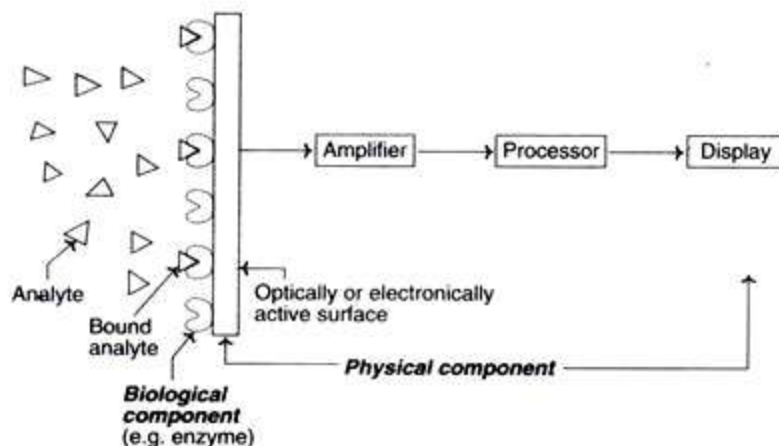 Amplifier
Processor
Display
Analyte
Bound
analyte
Optically or electronically
active surface
Physical component
Biological
component
(e.g. enzyme)